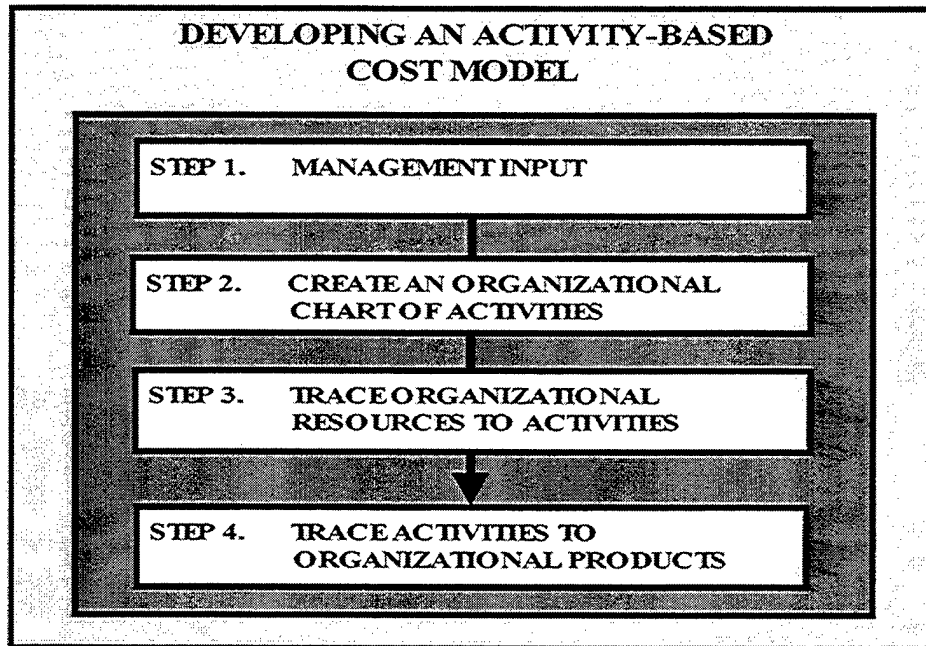 DEVELOPING AN ACTIVITY-BASED
COST MODEL
STEP 1. MANAGEMENT INPUT
STEP 2. CREATE AN ORGANIZATIONAL
CHART OF ACTIVITIES
STEP 3. TRACE ORGANIZATIONAL
RESOURCES TO ACTIVITIES
STEP 4. TRACE ACTIVITIES TO
ORGANIZATIONAL PRODUCTS